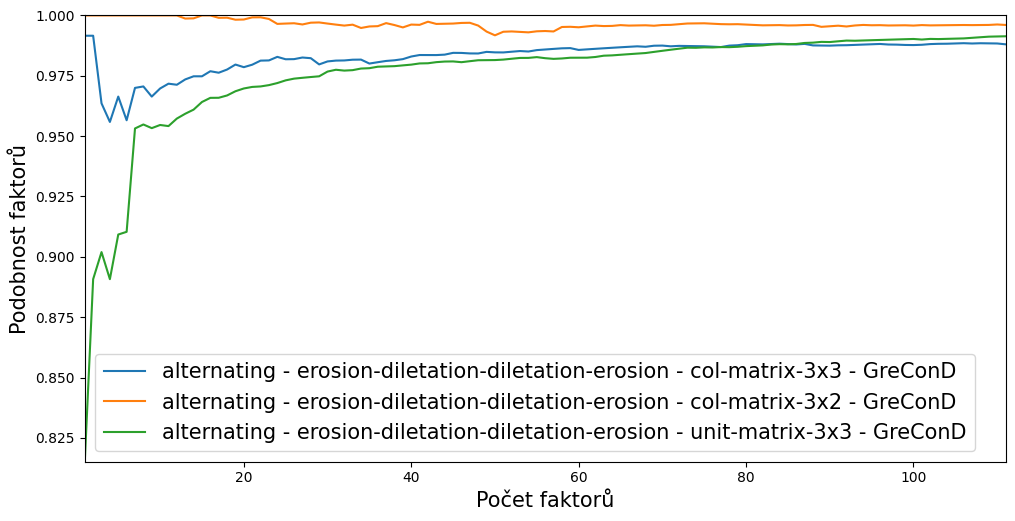 1.000
0.975
0.950
0.925
0.900
0.875
0.850
0.825
Podobnost faktorů
alternating - erosion-diletation-diletation-erosion - col-matrix-3x3 - GreConD
alternating - erosion-diletation-diletation-erosion - col-matrix-3x2 - GreConD
alternating - erosion-diletation-diletation-erosion - unit-matrix-3x3 - GreConD
20 40 60 80 100
Počet faktorů